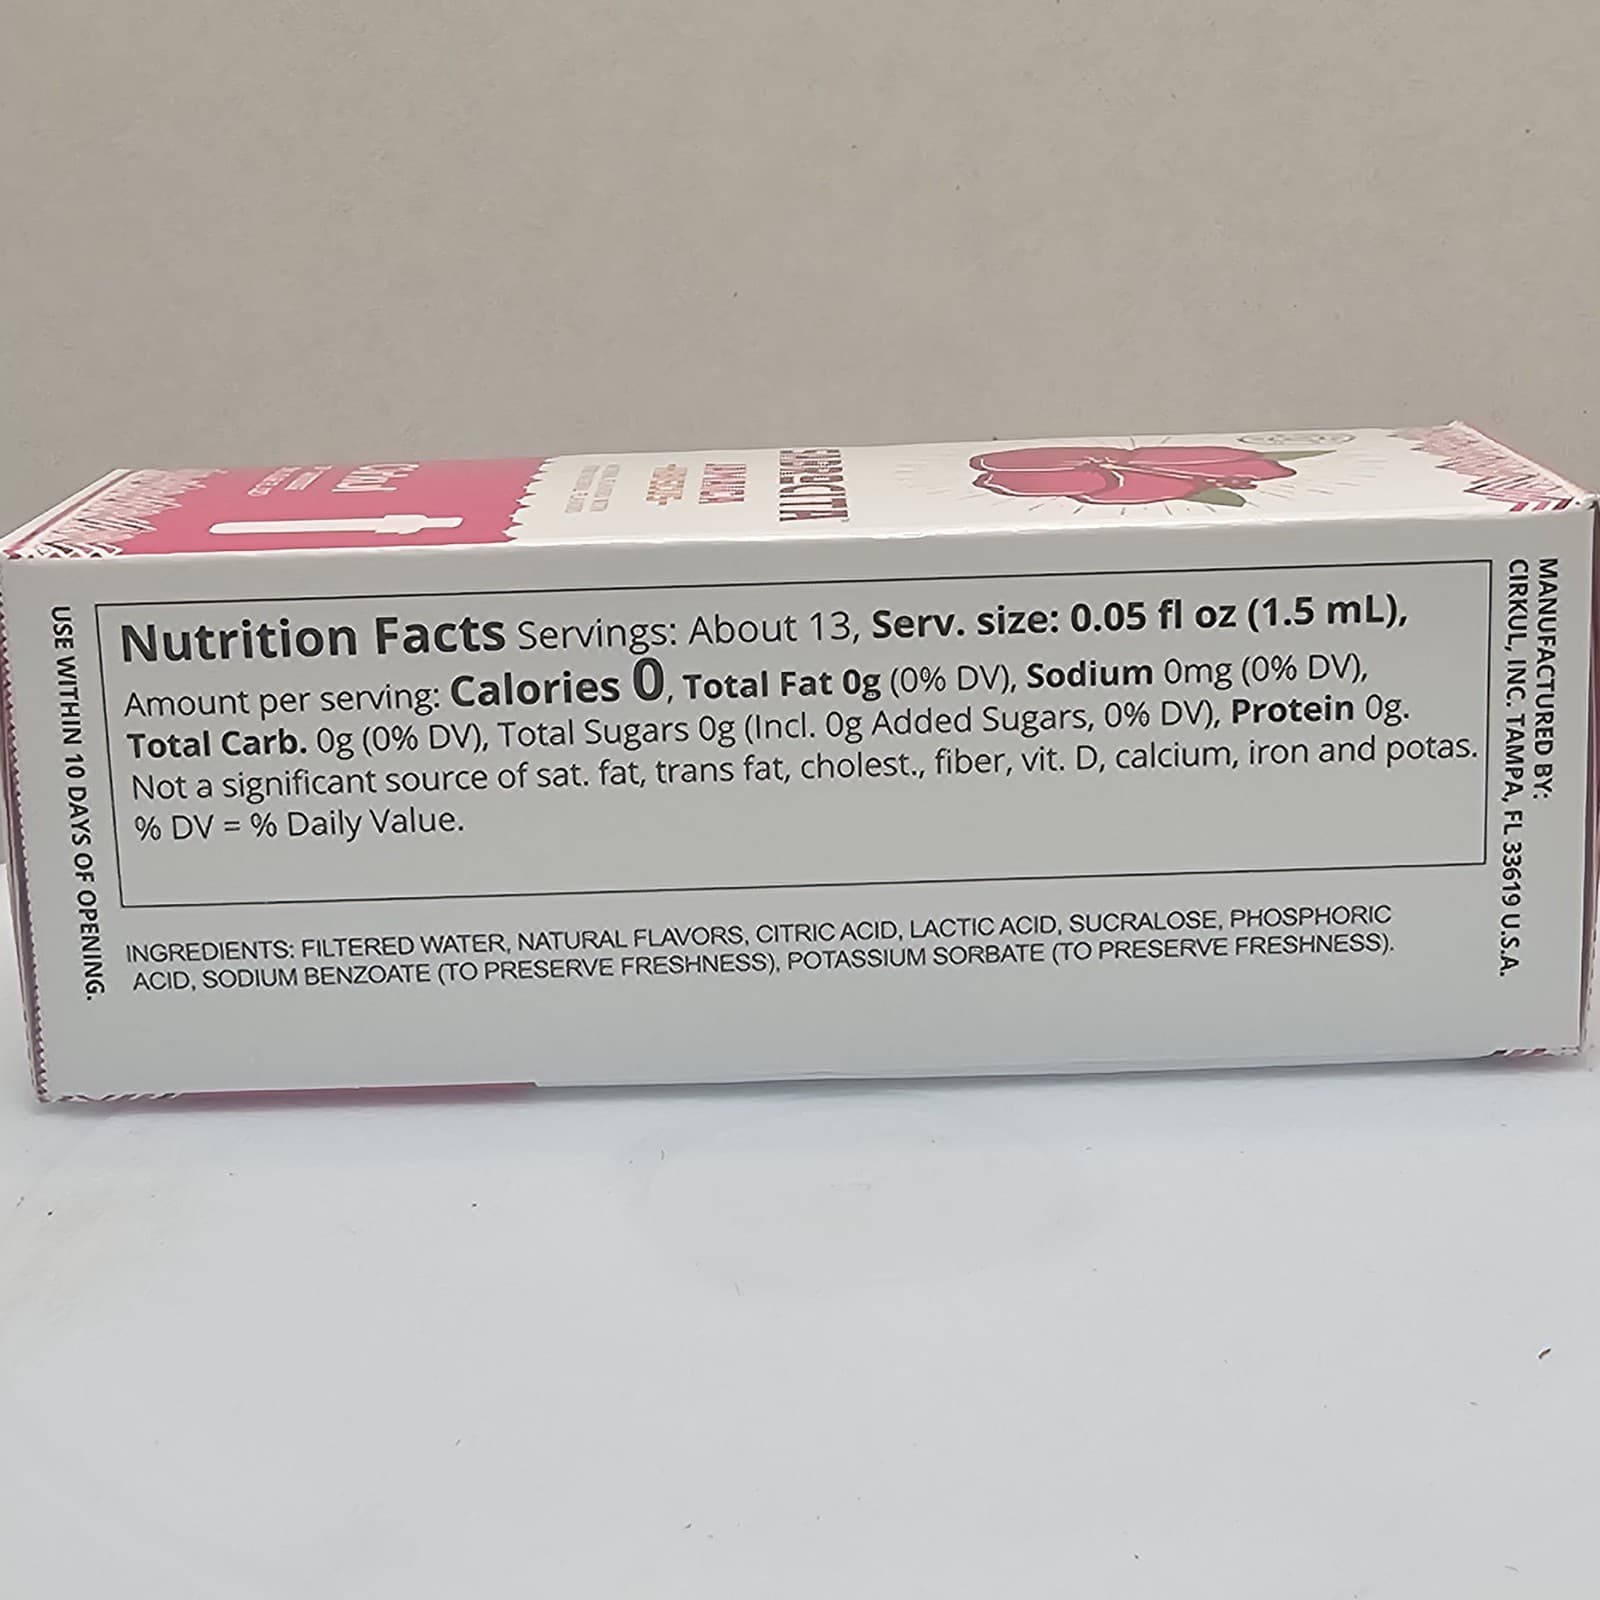 SABORCITA
JAMAICA
Nutrition Facts Servings: About 13, Serv. size: 0.05 fl oz (1.5 mL),
Amount per serving: Calories 0, Total Fat 0g (0% DV), Sodium 0mg (0% DV),
Total Carb. 0g (0% DV), Total Sugars 0g (Incl. 0g Added Sugars, 0% DV), Protein 0g.
Not a significant source of sat. fat, trans fat, cholest., fiber, vit. D, calcium, iron and potas.
% DV = % Daily Value.
INGREDIENTS: FILTERED WATER, NATURAL FLAVORS, CITRIC ACID, LACTIC ACID, SUCRALOSE, PHOSPHORIC
ACID, SODIUM BENZOATE (TO PRESERVE FRESHNESS), POTASSIUM SORBATE (TO PRESERVE FRESHNESS).
USE WITHIN 10 DAYS OF OPENING.
MANUFACTURED BY:
CIRKUL, INC. TAMPA, FL 33619 U.S.A.